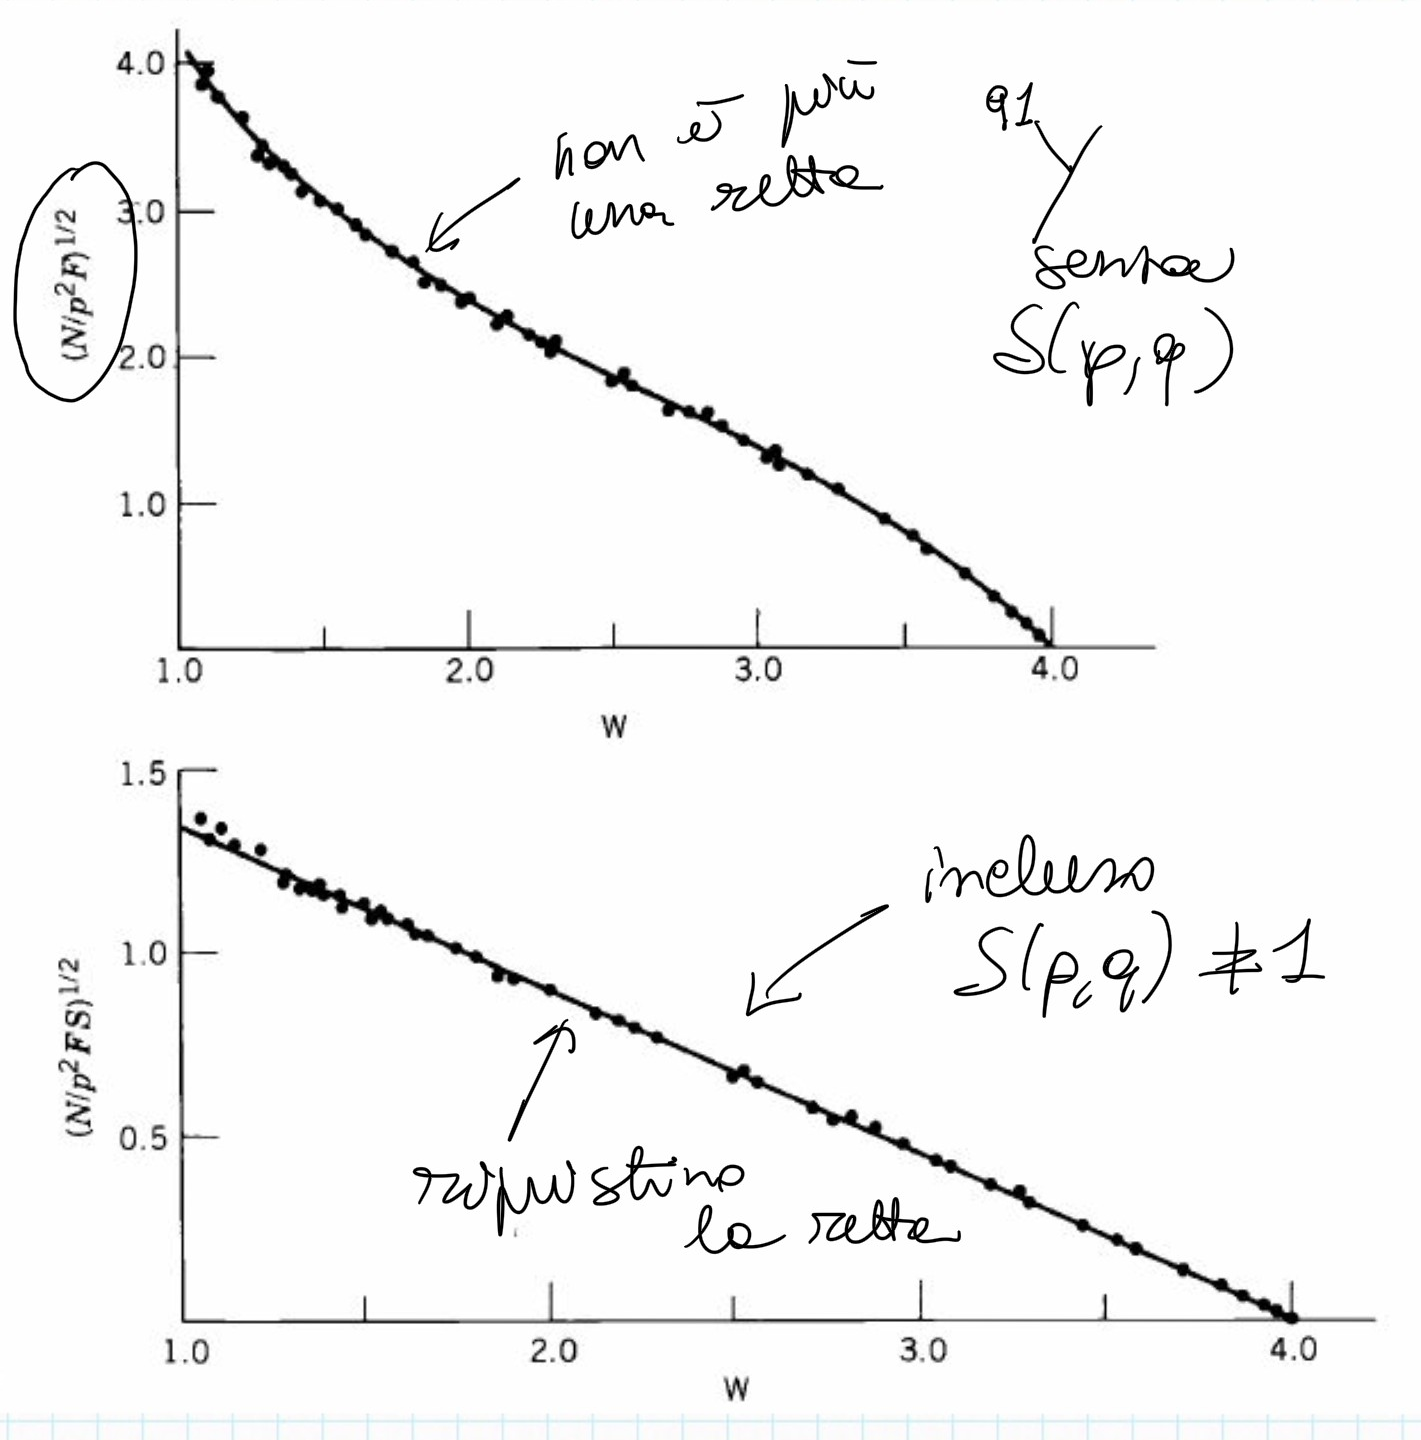 4.0
3.0
2.0
1.0
(N/p²F)^1/2
non è più
una retta
91
Y
senza
S(p,q)
1.0
2.0
3.0
4.0
W
1.5
1.0
0.5
(N/p²FS)^1/2
incluso
S(p,q) ≠ 1
ripristino
la retta
1.0
2.0
3.0
4.0
W